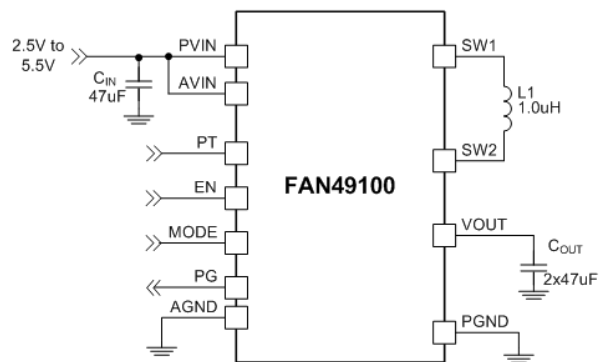 2.5V to
5.5V
PVIN
CIN
47uF
AVIN
PT
EN
MODE
PG
AGND
FAN49100
SW1
L1
1.0uH
SW2
VOUT
COUT
2x47uF
PGND